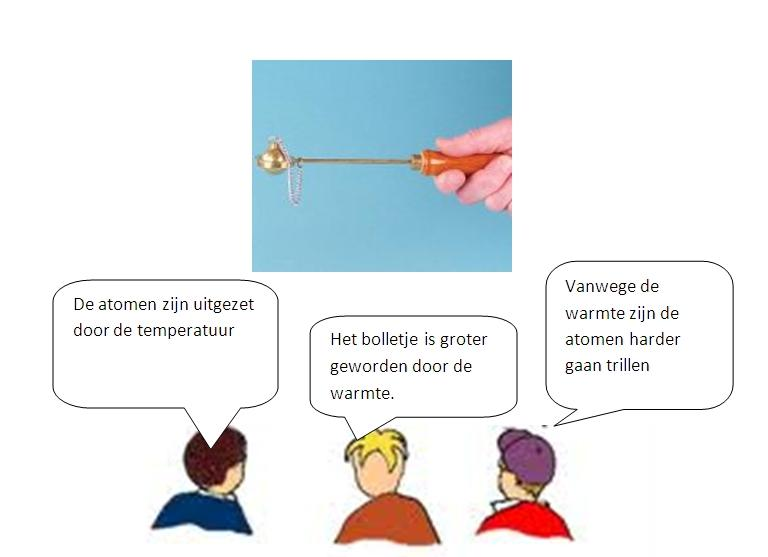 De atomen zijn uitgezet
door de temperatuur
Het bolletje is groter
geworden door de
warmte.
Vanwege de
warmte zijn de
atomen harder
gaan trillen